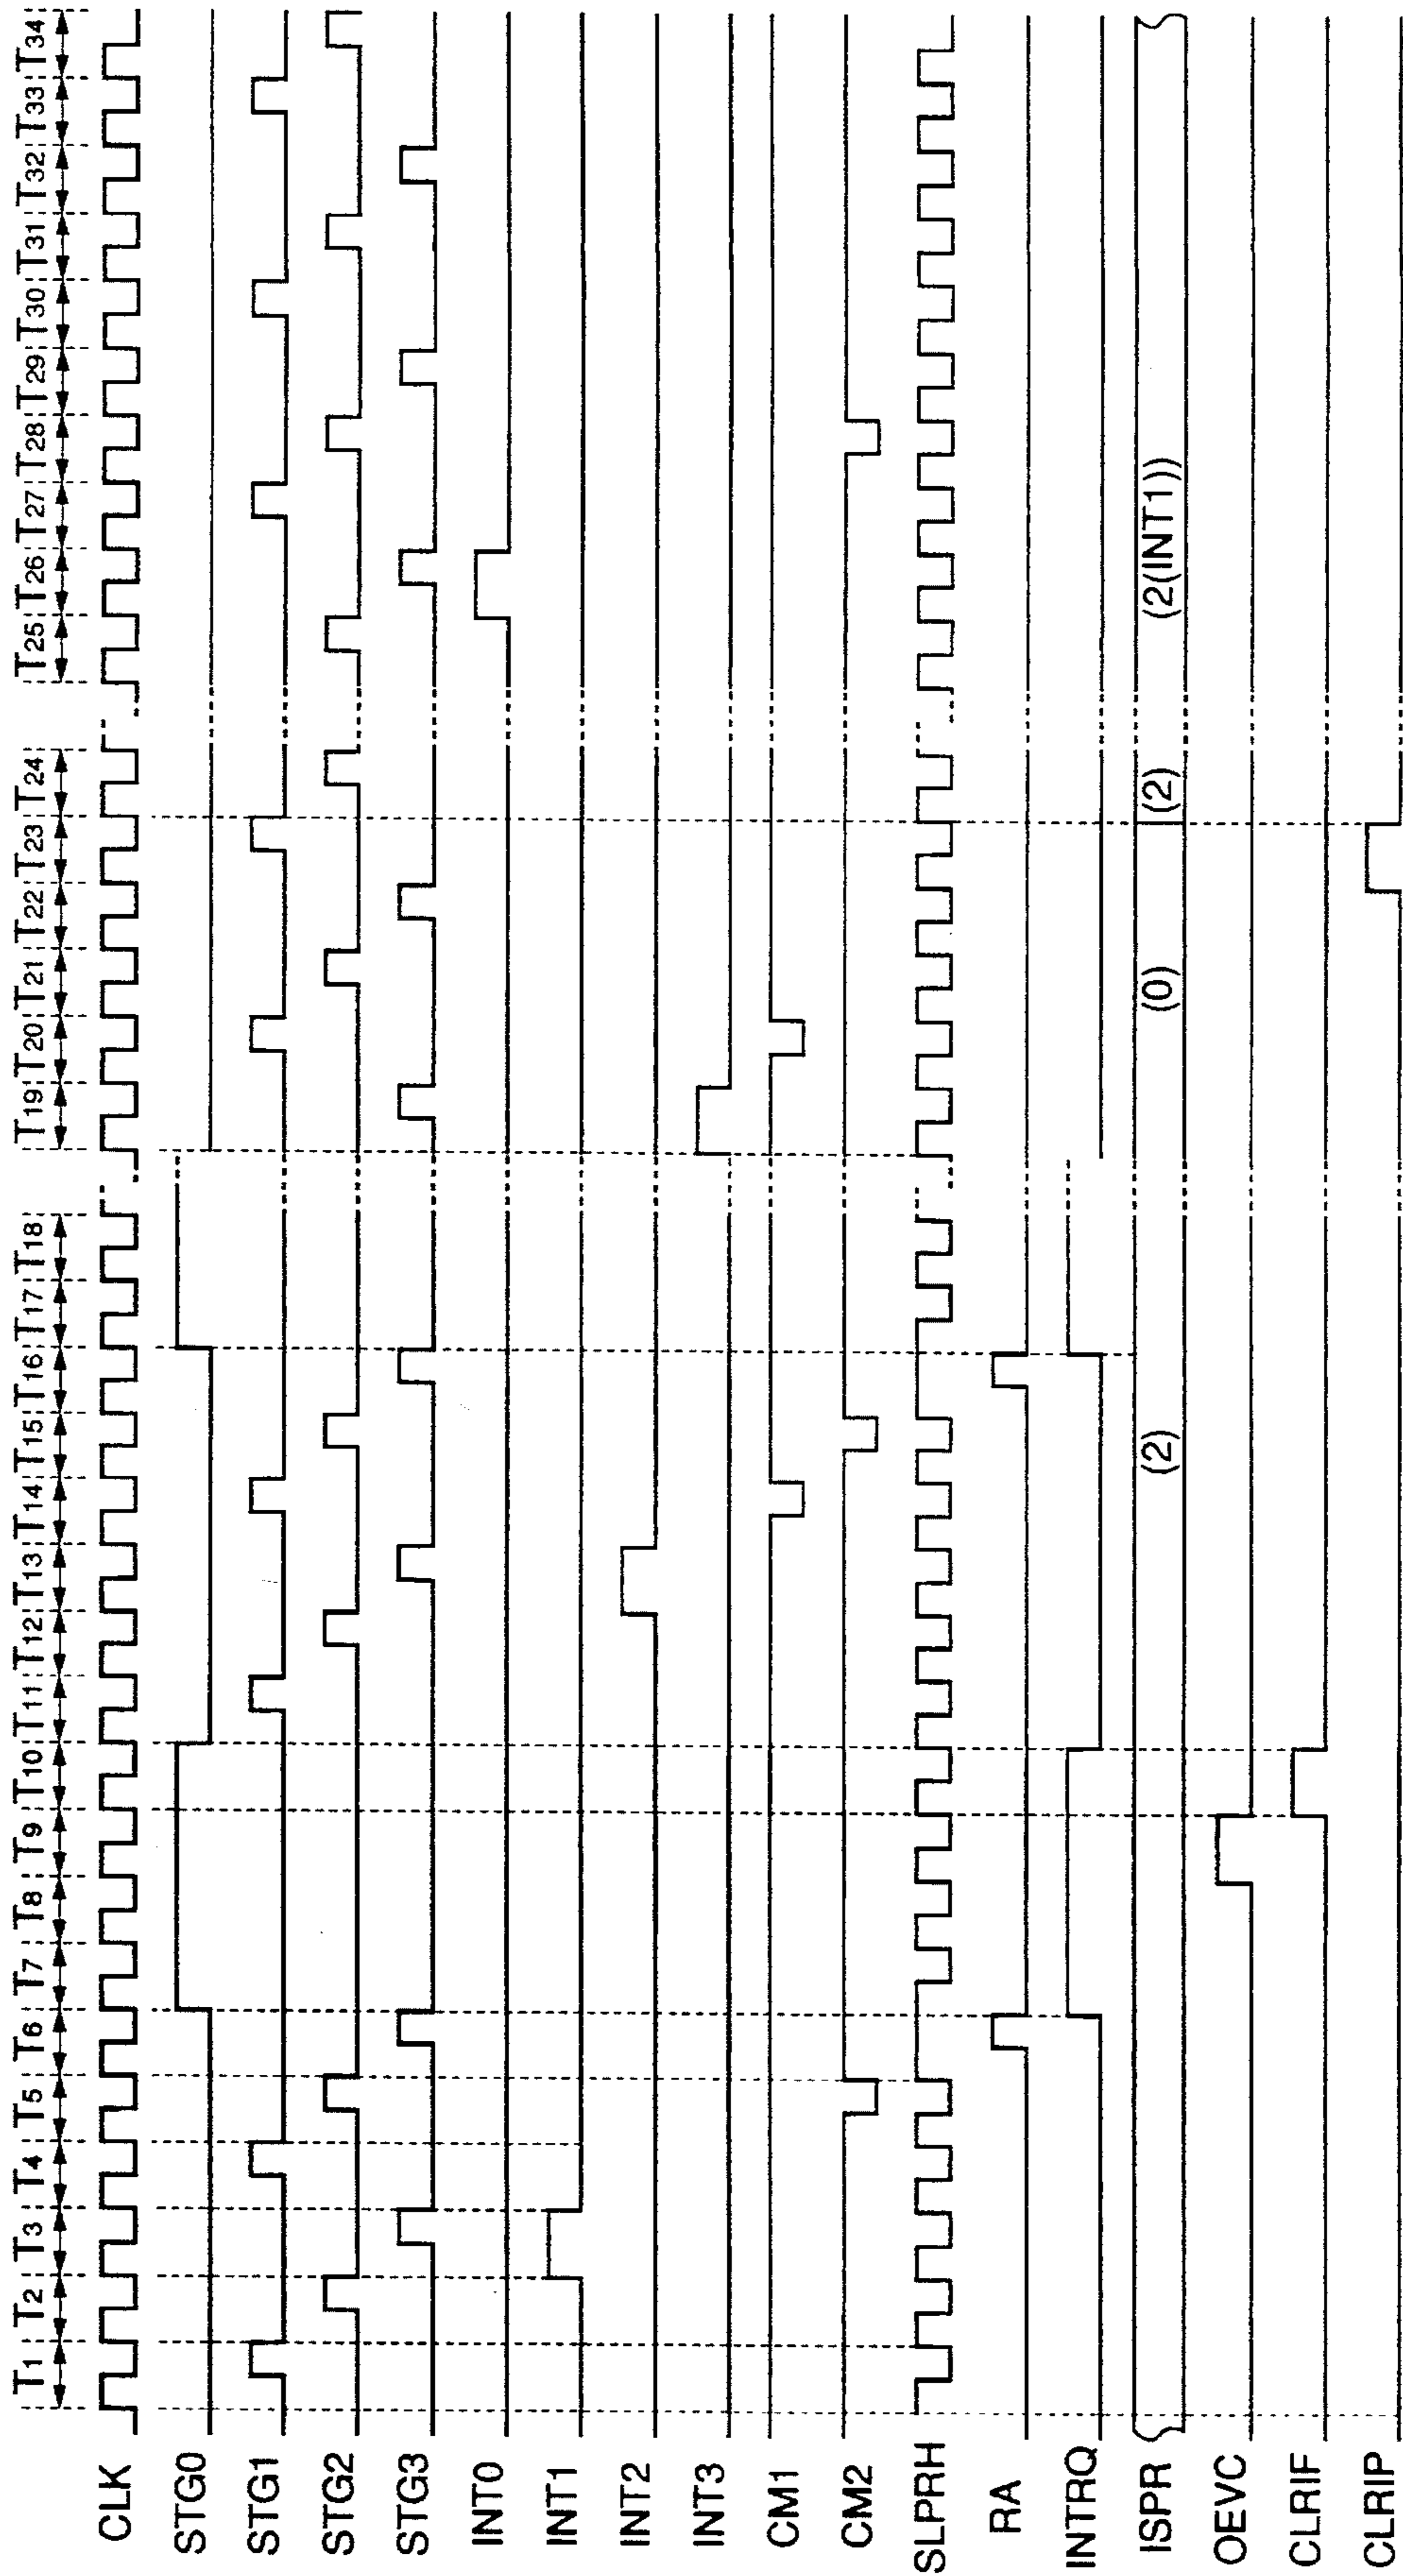 T1 T2 T3 T4 T5 T6 T7 T8 T9 T10 T11 T12 T13 T14 T15 T16 T17 T18 T19 T20 T21 T22 T23 T24 T25 T26 T27 T28 T29 T30 T31 T32 T33 T34
CLK
STG0
STG1
STG2
STG3
INT0
INT1
INT2
INT3
CM1
CM2
SLPRH
RA
INTRQ
ISPR (2) (0) (2) (2(INT1))
OEVC
CLRIF
CLRIP